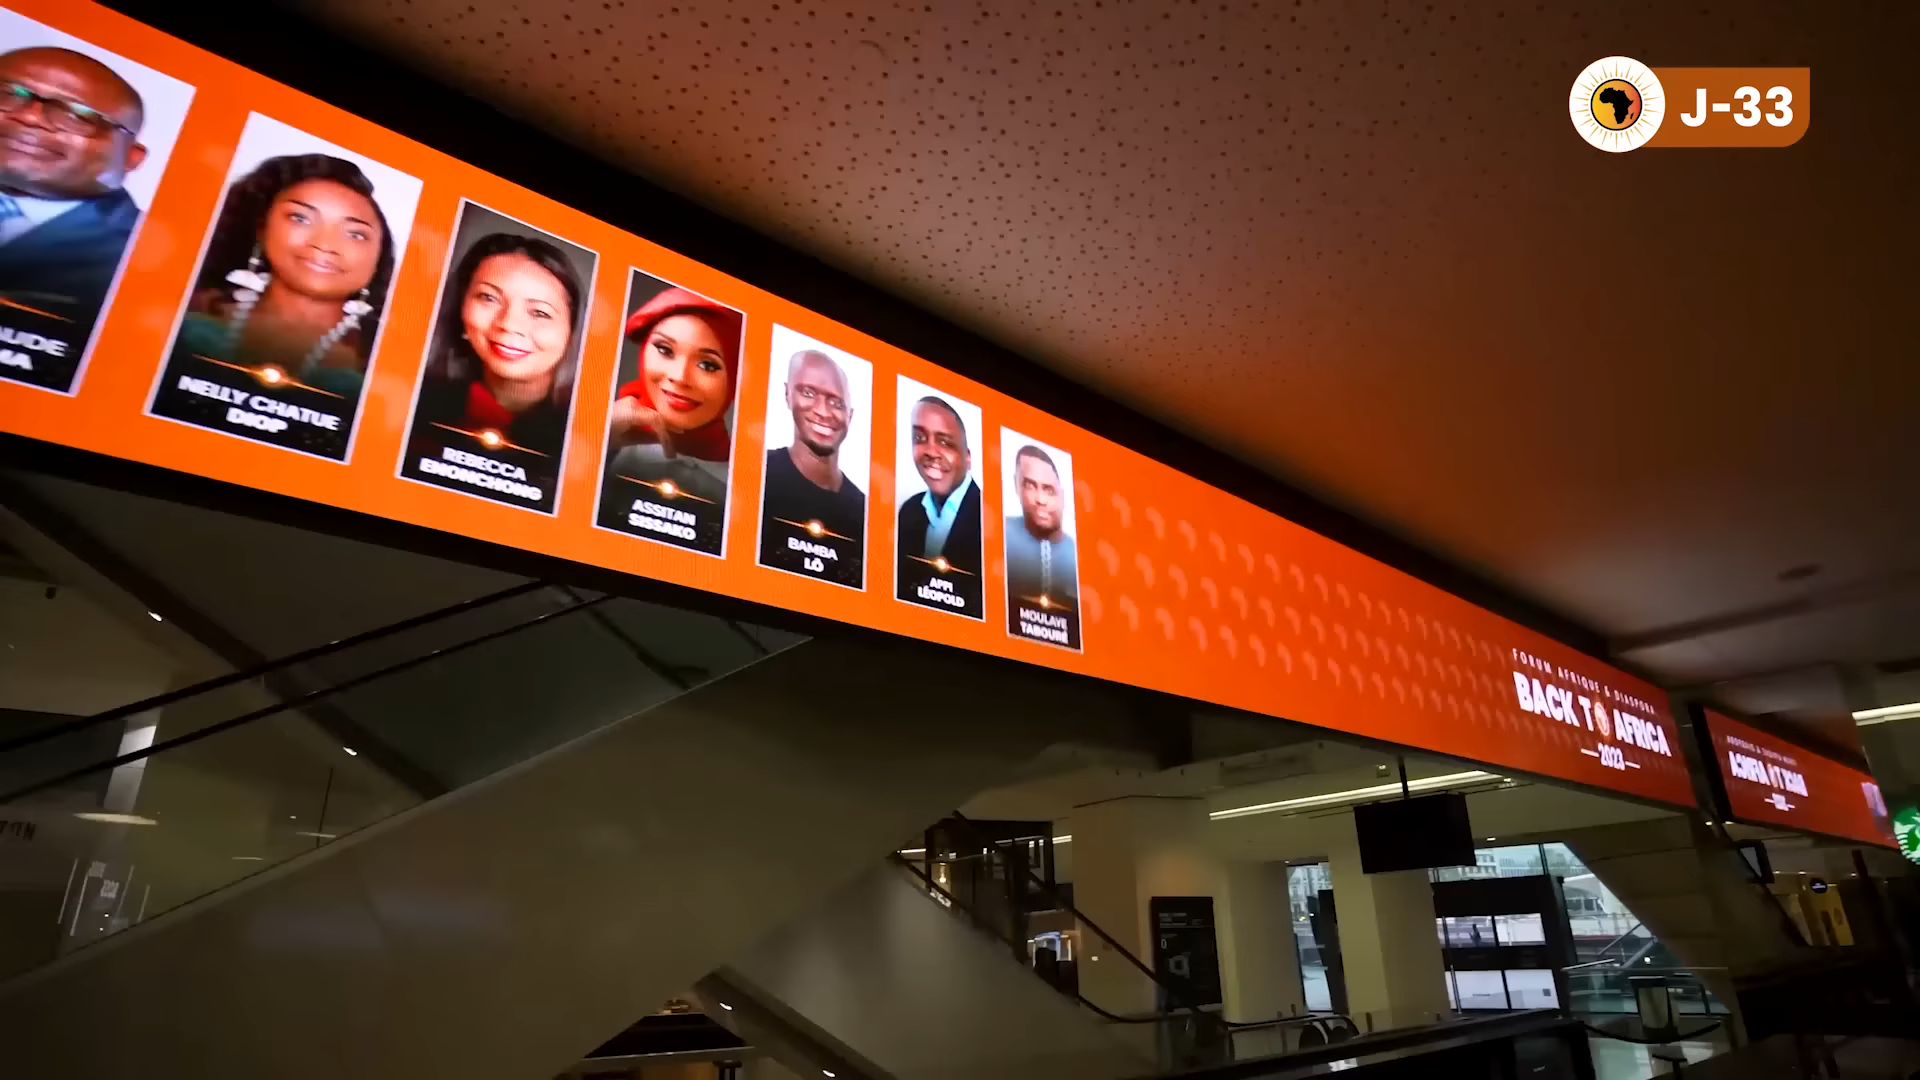 J-33
NELLY CHATUE
DIOP
REBECCA
ENONCHONG
ASSITAN
SISSAKO
BAMBA
LÔ
APPI
LÉOPOLD
MOULAYE
TABOURÉ
FORUM AFRIQUE & DIASPORA
BACK TO AFRICA
2023